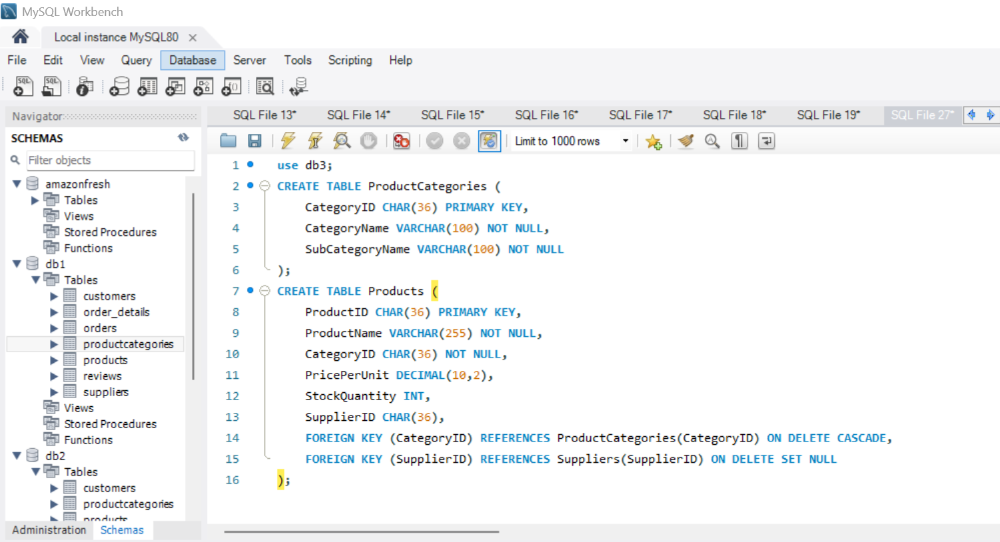 MySQL Workbench
Local instance MySQL80
File Edit View Query Database Server Tools Scripting Help
SQL SQL
Navigator
SCHEMAS
Filter objects
amazonfresh
Tables
Views
Stored Procedures
Functions
db1
Tables
customers
order_details
orders
productcategories
products
reviews
suppliers
Views
Stored Procedures
Functions
db2
Tables
customers
productcategories
products
Administration Schemas
SQL File 13* SQL File 14* SQL File 15* SQL File 16* SQL File 17* SQL File 18* SQL File 19* SQL File 27*
Limit to 1000 rows
1 use db3;
2 CREATE TABLE ProductCategories (
3 CategoryID CHAR(36) PRIMARY KEY,
4 CategoryName VARCHAR(100) NOT NULL,
5 SubCategoryName VARCHAR(100) NOT NULL
6 );
7 CREATE TABLE Products (
8 ProductID CHAR(36) PRIMARY KEY,
9 ProductName VARCHAR(255) NOT NULL,
10 CategoryID CHAR(36) NOT NULL,
11 PricePerUnit DECIMAL(10,2),
12 StockQuantity INT,
13 SupplierID CHAR(36),
14 FOREIGN KEY (CategoryID) REFERENCES ProductCategories(CategoryID) ON DELETE CASCADE,
15 FOREIGN KEY (SupplierID) REFERENCES Suppliers(SupplierID) ON DELETE SET NULL
16 );